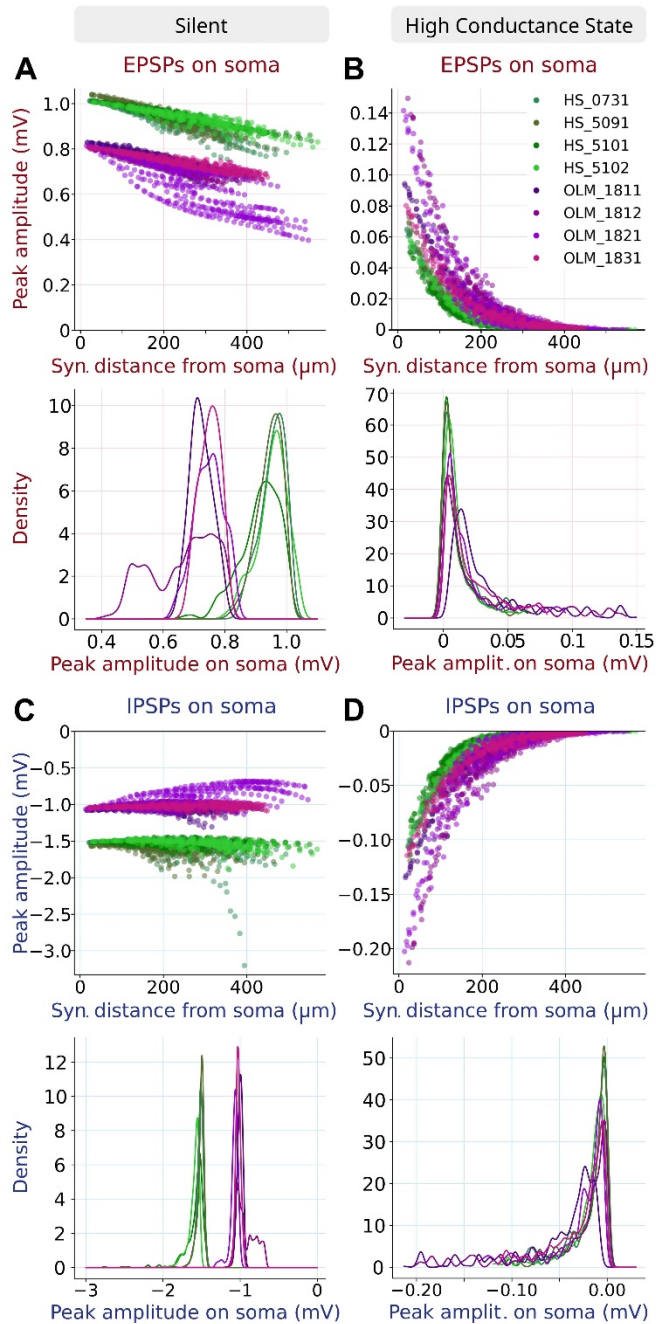 Silent
High Conductance State
A
EPSPs on soma
Peak amplitude (mV)
1.0
0.8
0.6
0.4
0.2
0
0
200
400
Syn. distance from soma (µm)
B
EPSPs on soma
0.14
0.12
0.10
0.08
0.06
0.04
0.02
0
0
200
400
Syn. distance from soma (µm)
HS_0731
HS_5091
HS_5101
HS_5102
OLM_1811
OLM_1812
OLM_1821
OLM_1831
Density
10
8
6
4
2
0
0.4
0.6
0.8
1.0
Peak amplitude on soma (mV)
70
60
50
40
30
20
10
0
0
0.05
0.10
0.15
Peak amplit. on soma (mV)
C
IPSPs on soma
Peak amplitude (mV)
0
−0.5
−1.0
−1.5
−2.0
−2.5
−3.0
0
200
400
Syn. distance from soma (µm)
D
IPSPs on soma
0
−0.05
−0.10
−0.15
−0.20
0
200
400
Syn. distance from soma (µm)
Density
12
10
8
6
4
2
0
−3
−2
−1
0
Peak amplitude on soma (mV)
50
40
30
20
10
0
−0.20
−0.10
0.00
Peak amplit. on soma (mV)